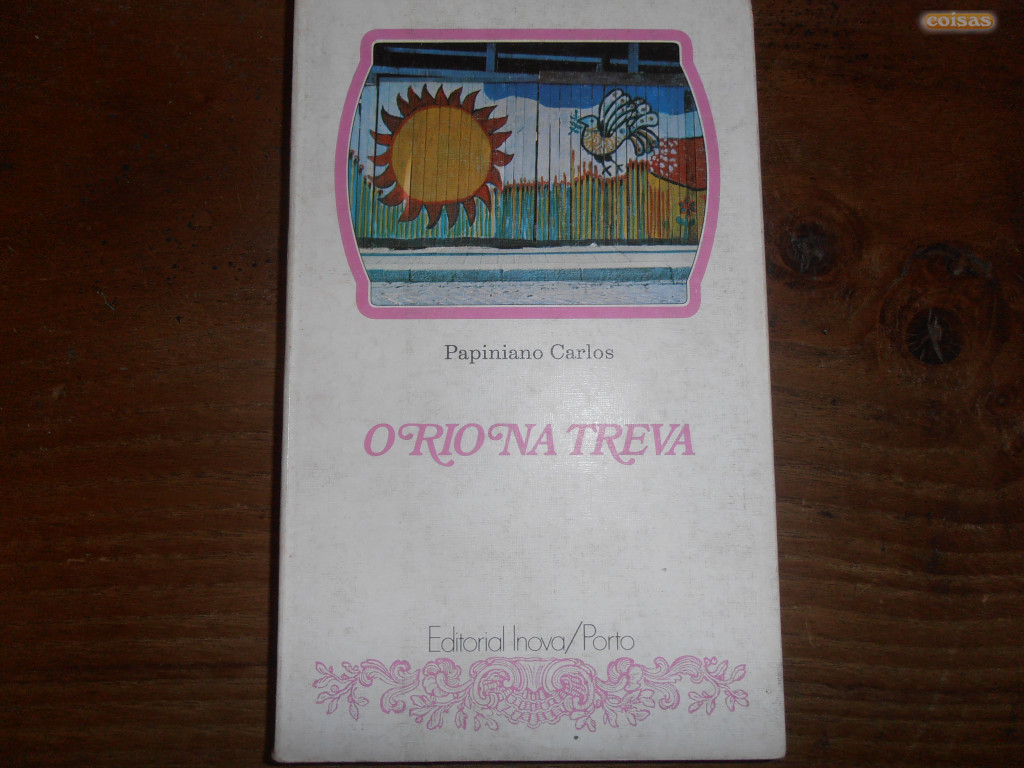 coisas
Papiniano Carlos
O RIO NA TREVA
Editorial Inova/Porto